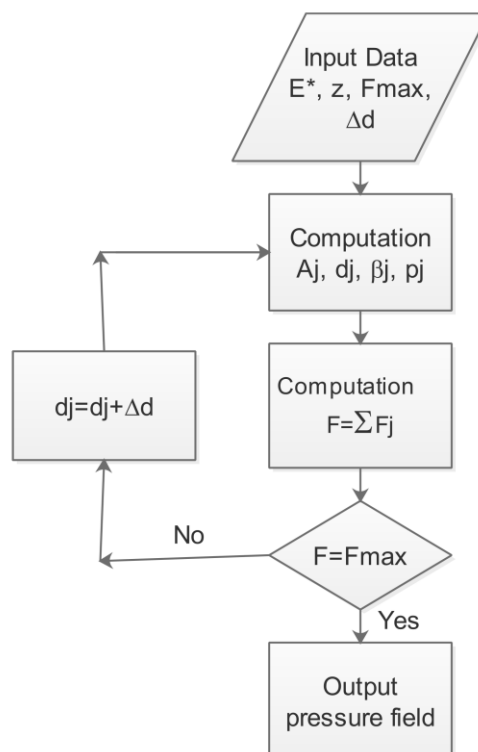 Input Data
E*, z, Fmax,
Δd
Computation
Aj, dj, βj, pj
dj=dj+Δd
Computation
F=ΣFj
No
F=Fmax
Yes
Output
pressure field